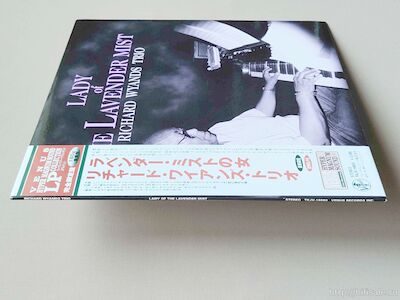 LADY
of
E LAVENDER MIST
RICHARD WYANDS TRIO
ラベンダー・ミストの女
リチャード・ワイアンズ・トリオ
VENUS
LP
RICHARD WYANDS TRIO
LADY OF THE LAVENDER MIST
STEREO
VENUS RECORDS INC.